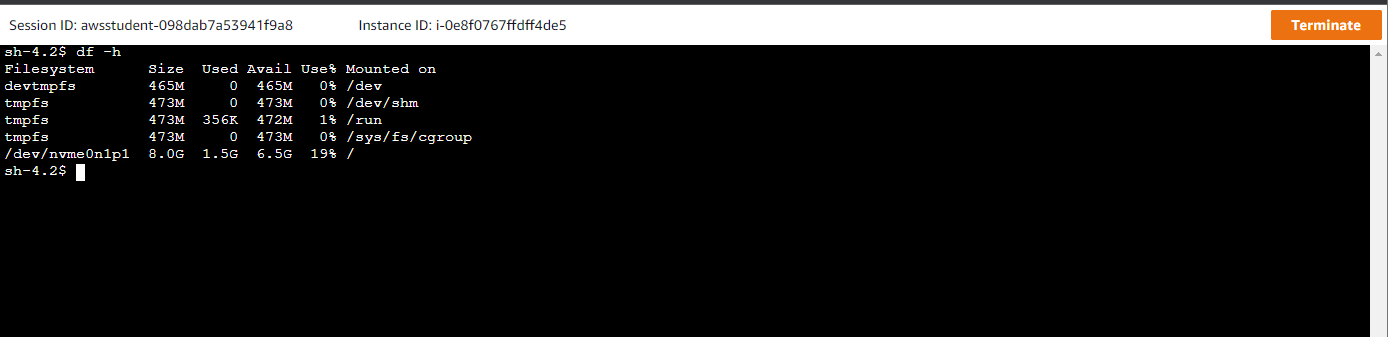 Session ID: awsstudent-098dab7a53941f9a8 Instance ID: i-0e8f0767ffdff4de5 Terminate
sh-4.2$ df -h
Filesystem      Size  Used Avail Use% Mounted on
devtmpfs        465M     0  465M   0% /dev
tmpfs           473M     0  473M   0% /dev/shm
tmpfs           473M  356K  472M   1% /run
tmpfs           473M     0  473M   0% /sys/fs/cgroup
/dev/nvme0n1p1  8.0G  1.5G  6.5G  19% /
sh-4.2$